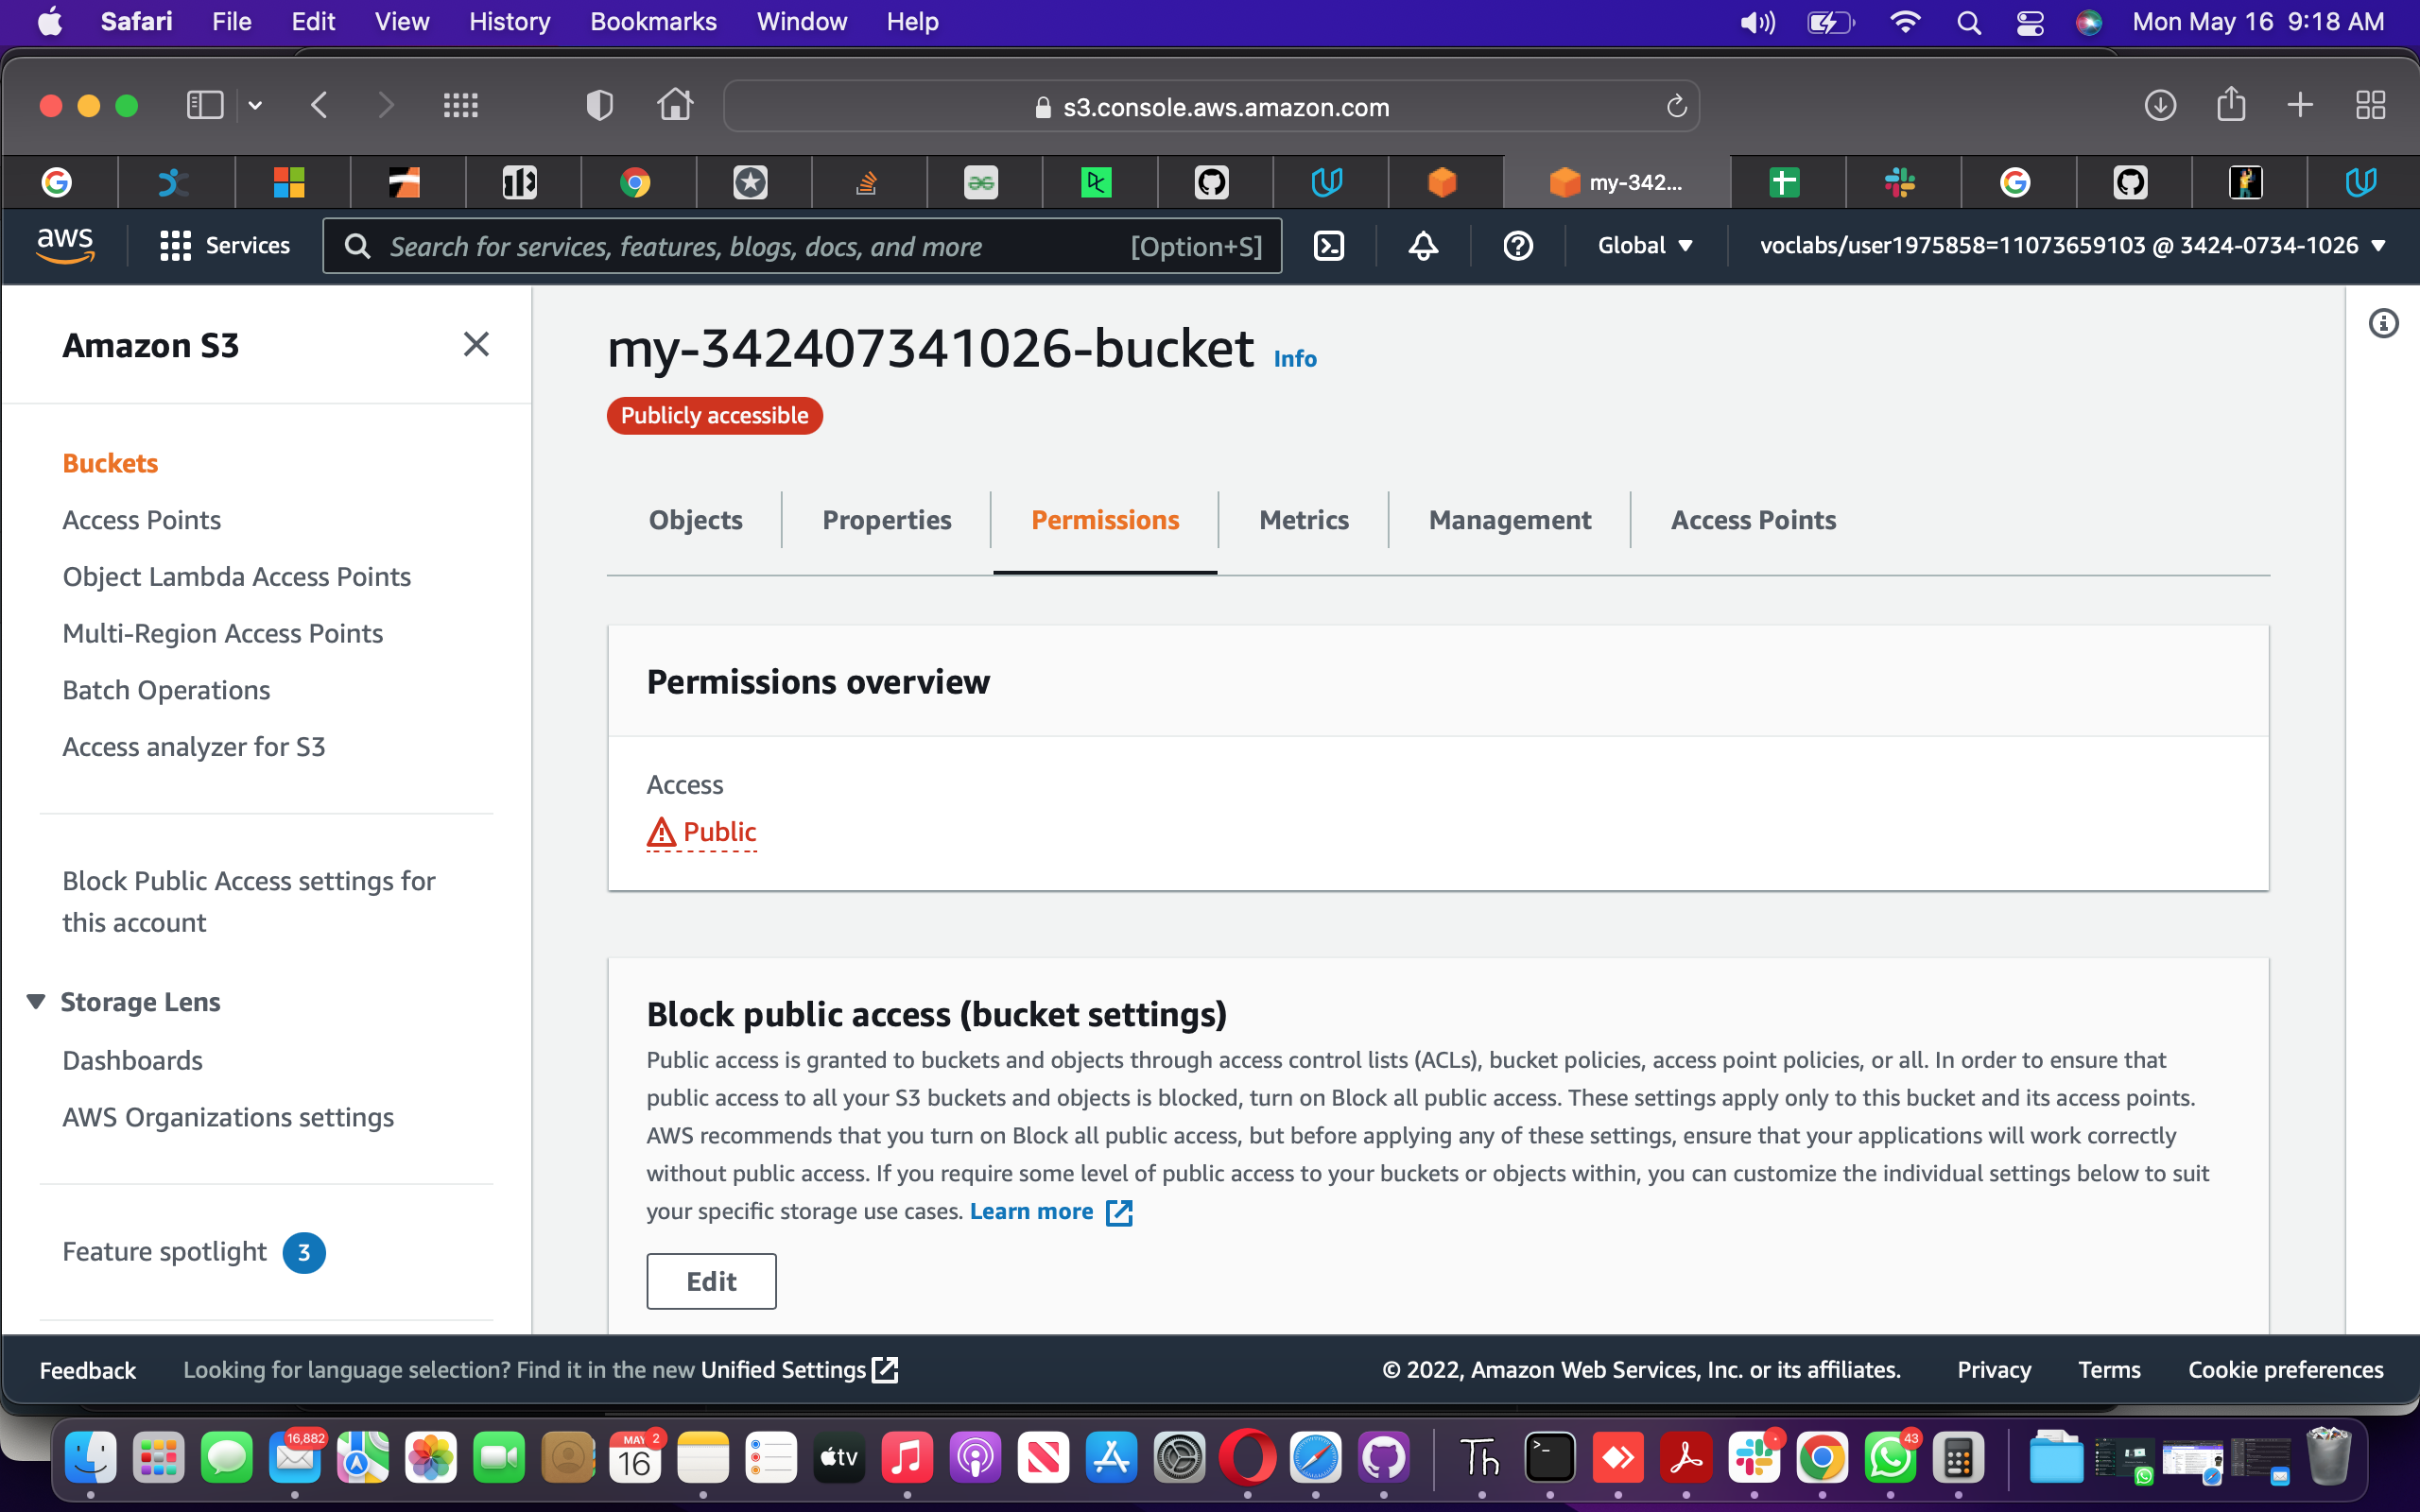 Safari File Edit View History Bookmarks Window Help Mon May 16 9:18 AM
s3.console.aws.amazon.com
my-342...
aws Services Search for services, features, blogs, docs, and more [Option+S] Global voclabs/user1975858=11073659103 @ 3424-0734-1026
Amazon S3
Buckets
Access Points
Object Lambda Access Points
Multi-Region Access Points
Batch Operations
Access analyzer for S3
Block Public Access settings for
this account
Storage Lens
Dashboards
AWS Organizations settings
Feature spotlight 3
my-342407341026-bucket Info
Publicly accessible
Objects Properties Permissions Metrics Management Access Points
Permissions overview
Access
Public
Block public access (bucket settings)
Public access is granted to buckets and objects through access control lists (ACLs), bucket policies, access point policies, or all. In order to ensure that
public access to all your S3 buckets and objects is blocked, turn on Block all public access. These settings apply only to this bucket and its access points.
AWS recommends that you turn on Block all public access, but before applying any of these settings, ensure that your applications will work correctly
without public access. If you require some level of public access to your buckets or objects within, you can customize the individual settings below to suit
your specific storage use cases. Learn more
Edit
Feedback Looking for language selection? Find it in the new Unified Settings © 2022, Amazon Web Services, Inc. or its affiliates. Privacy Terms Cookie preferences
16,882
MAY 2
16
tv
Th
43